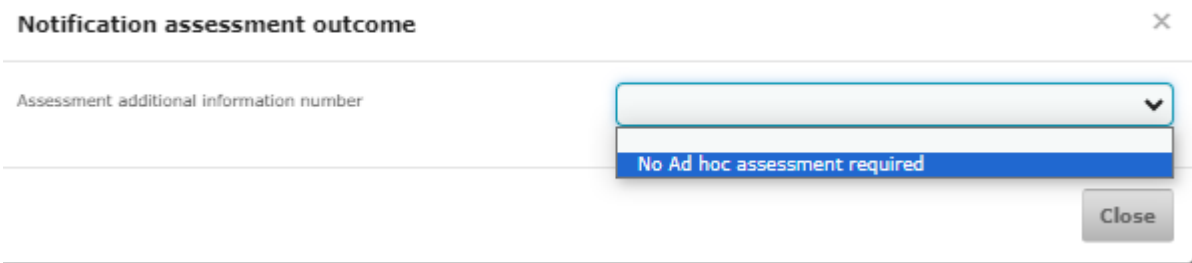 Notification assessment outcome
Assessment additional information number
No Ad hoc assessment required
Close